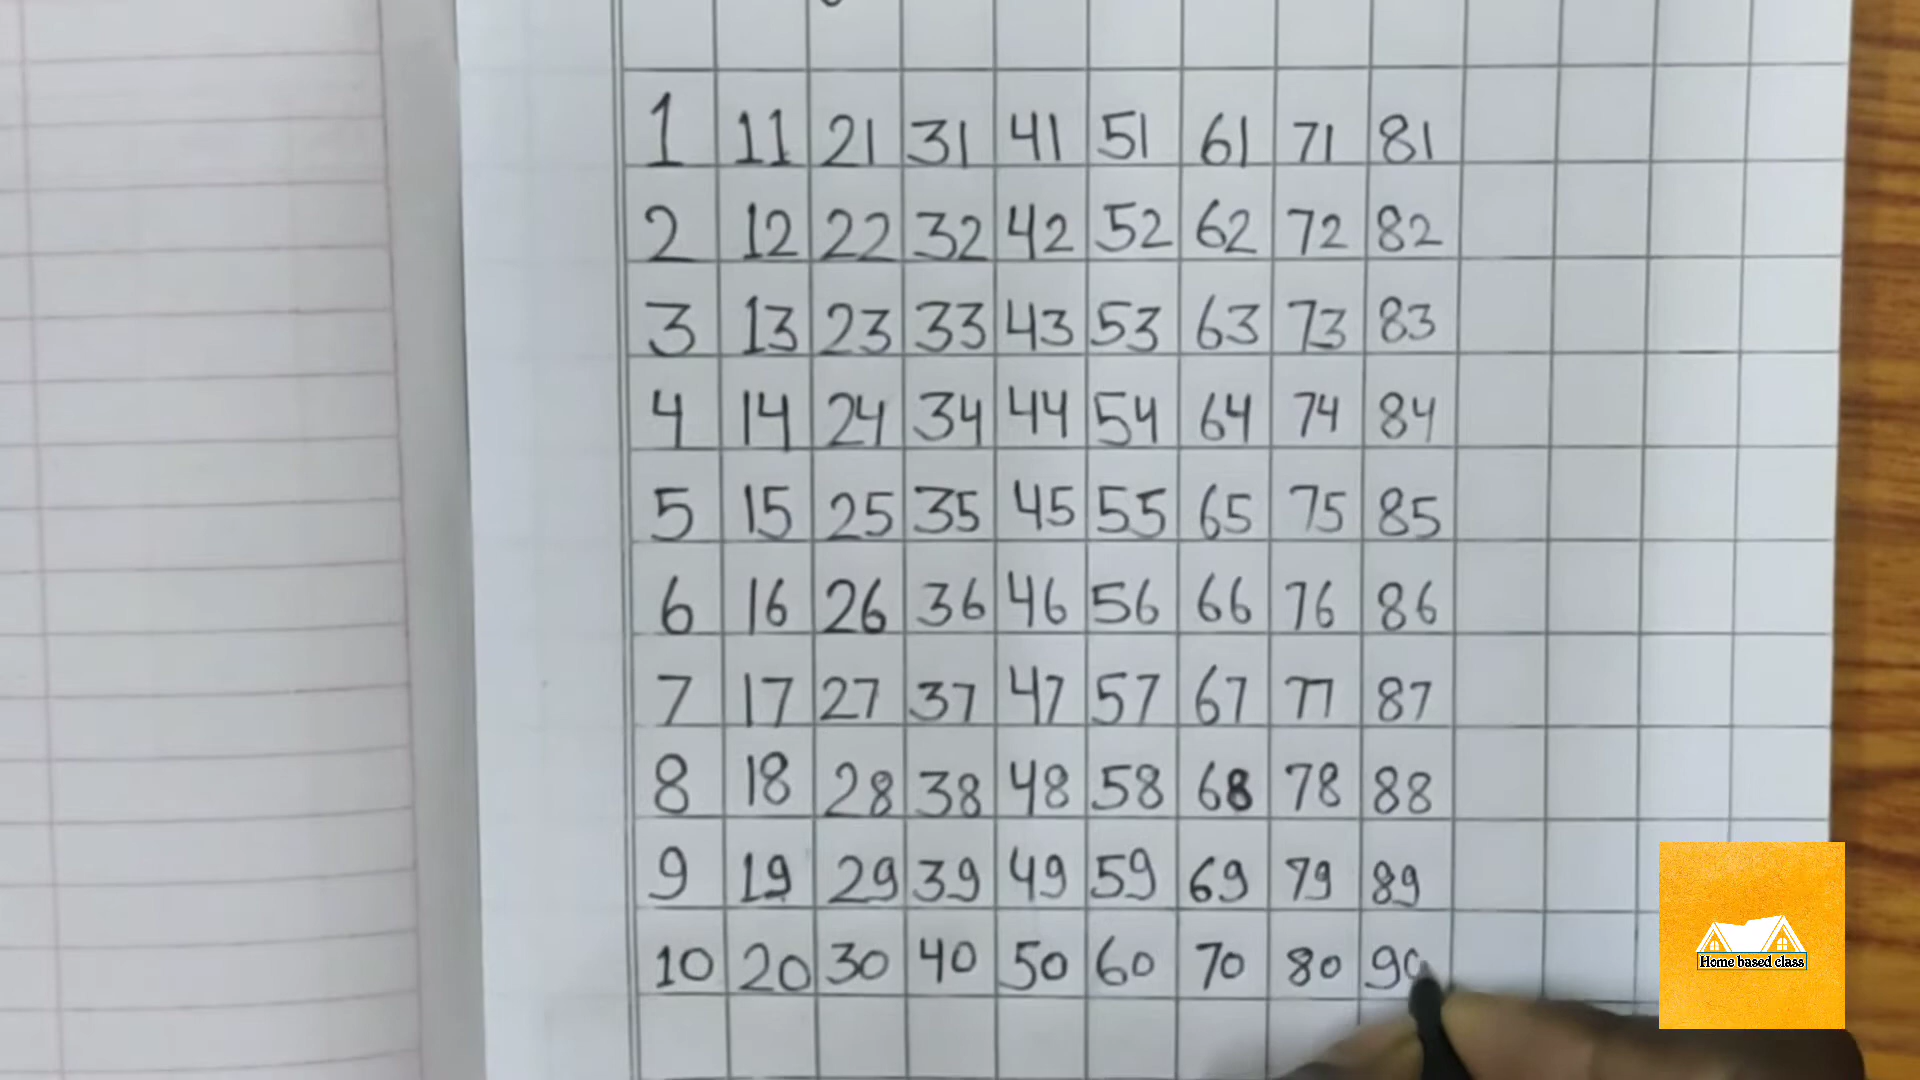 1 11 21 31 41 51 61 71 81
2 12 22 32 42 52 62 72 82
3 13 23 33 43 53 63 73 83
4 14 24 34 44 54 64 74 84
5 15 25 35 45 55 65 75 85
6 16 26 36 46 56 66 76 86
7 17 27 37 47 57 67 77 87
8 18 28 38 48 58 68 78 88
9 19 29 39 49 59 69 79 89
10 20 30 40 50 60 70 80 90
Home based class